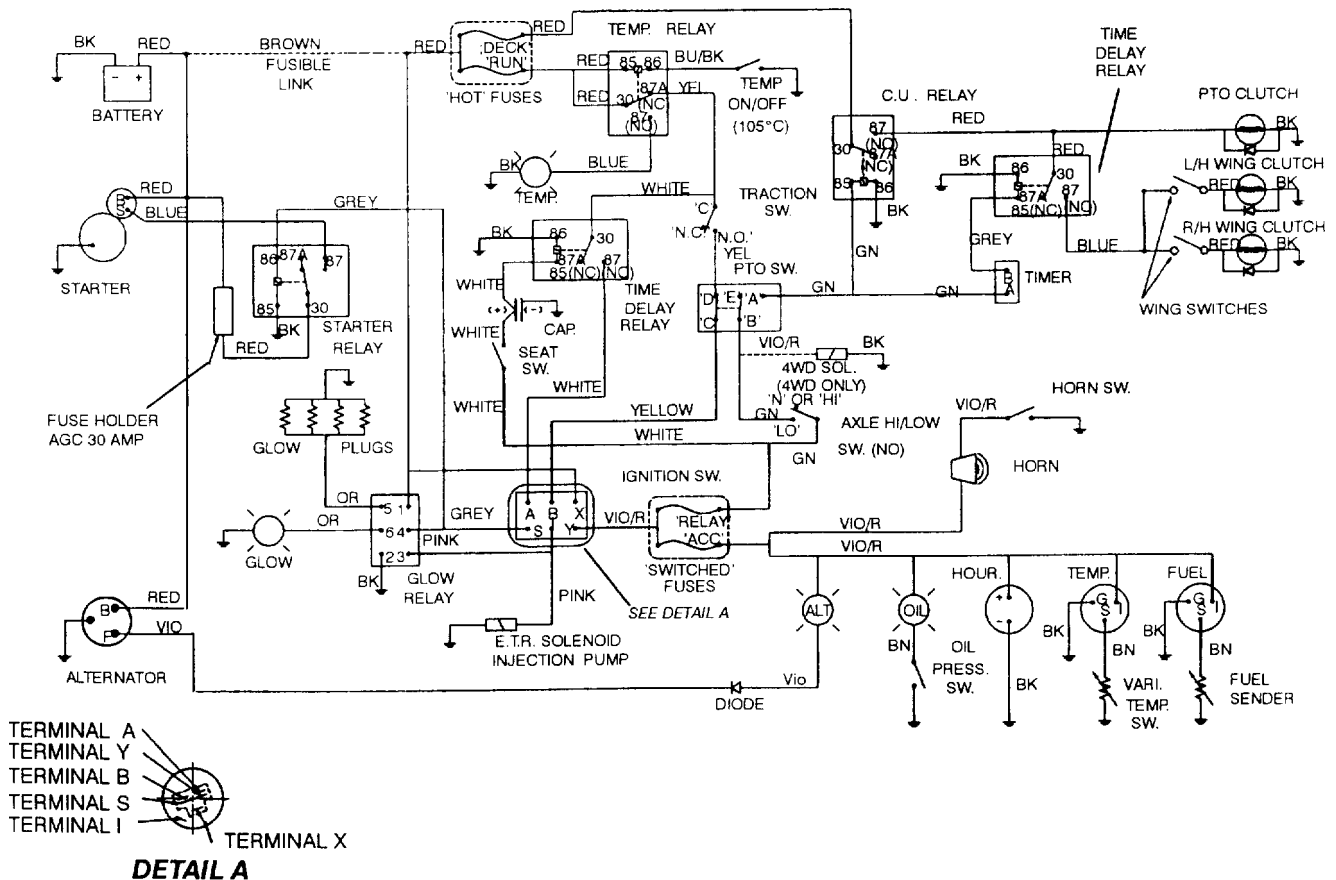 BK
RED
BROWN
FUSIBLE
LINK
- +
BATTERY
RED
'DECK'
'RUN'
'HOT' FUSES
RED
TEMP. RELAY
RED
85 86
BU/BK
RED
30
87A
(NC)
87
(NO)
YEL
TEMP
ON/OFF
(105°C)
BK
BLUE
TEMP.
TIME
DELAY
RELAY
C.U. RELAY
RED
87
(NO)
30
87A
(NC)
85
86
BK
PTO CLUTCH
BK
RED
BK
86
30
87A
87
85(NC)
(NO)
L/H WING CLUTCH
RED
BK
R/H WING CLUTCH
RED
BK
BLUE
WING SWITCHES
GREY
B
A
TIMER
RED
B
S
BLUE
STARTER
GREY
86
87A
87
85
30
BK
STARTER
RELAY
RED
FUSE HOLDER
AGC 30 AMP
WHITE
TRACTION
SW.
'C'
'N.C.'
'N.O.'
YEL
PTO SW.
BK
86
30
87A
87
85(NC)
(NO)
WHITE
TIME
DELAY
RELAY
(+)
(-)
CAP.
WHITE
SEAT
SW.
WHITE
WHITE
GN
'D'
'E'
'A'
'C'
'B'
GN
GN
VIO/R
BK
4WD SOL.
(4WD ONLY)
'N' OR 'HI'
GN
'LO'
AXLE HI/LOW
SW. (NO)
YELLOW
WHITE
GN
HORN SW.
VIO/R
HORN
GLOW
PLUGS
OR
5 1
6 4
2 3
OR
GLOW
BK
GLOW
RELAY
GREY
PINK
IGNITION SW.
A B X
S Y
VIO/R
'RELAY'
'ACC'
'SWITCHED'
FUSES
VIO/R
VIO/R
SEE DETAIL A
PINK
E.T.R. SOLENOID
INJECTION PUMP
RED
B
P
VIO
ALTERNATOR
DIODE
Vio
ALT
OIL
BN
OIL
PRESS.
SW.
HOUR.
+
-
BK
TEMP.
G
S
I
BK
BN
VARI.
TEMP.
SW.
FUEL
G
S
I
BK
BN
FUEL
SENDER
TERMINAL A
TERMINAL Y
TERMINAL B
TERMINAL S
TERMINAL I
TERMINAL X
DETAIL A